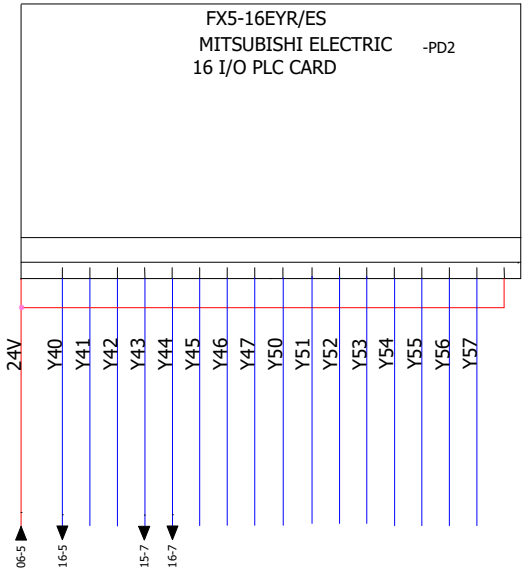 FX5-16EYR/ES
MITSUBISHI ELECTRIC -PD2
16 I/O PLC CARD
24V
Y40
Y41
Y42
Y43
Y44
Y45
Y46
Y47
Y50
Y51
Y52
Y53
Y54
Y55
Y56
Y57
06-5
16-5
15-7
16-7